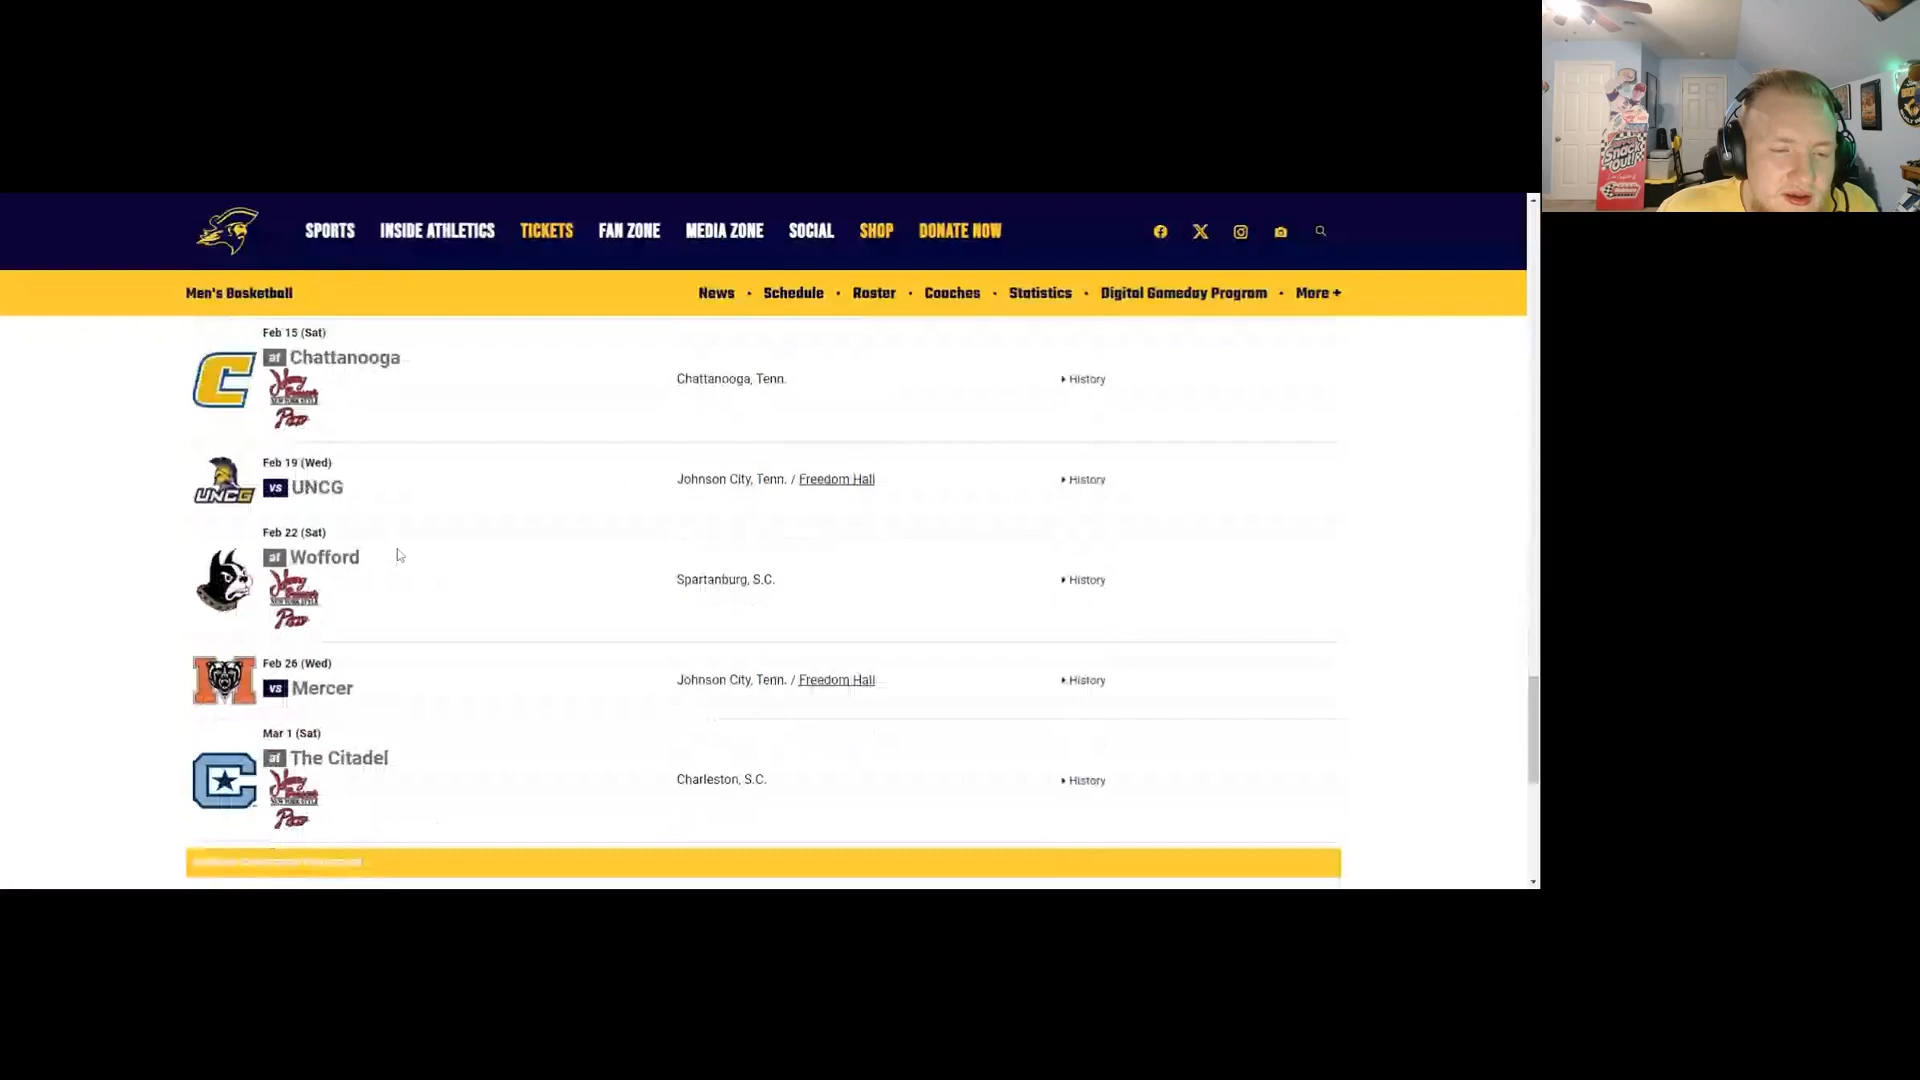 SPORTS INSIDE ATHLETICS TICKETS FAN ZONE MEDIA ZONE SOCIAL SHOP DONATE NOW
Men's Basketball News • Schedule • Roster • Coaches • Statistics • Digital Gameday Program • More +
Feb 15 (Sat)
at Chattanooga
Chattanooga, Tenn.
History
Feb 19 (Wed)
UNCG
vs UNCG
Johnson City, Tenn. / Freedom Hall
History
Feb 22 (Sat)
at Wofford
Spartanburg, S.C.
History
Feb 26 (Wed)
vs Mercer
Johnson City, Tenn. / Freedom Hall
History
Mar 1 (Sat)
at The Citadel
Charleston, S.C.
History
Snack
Out!